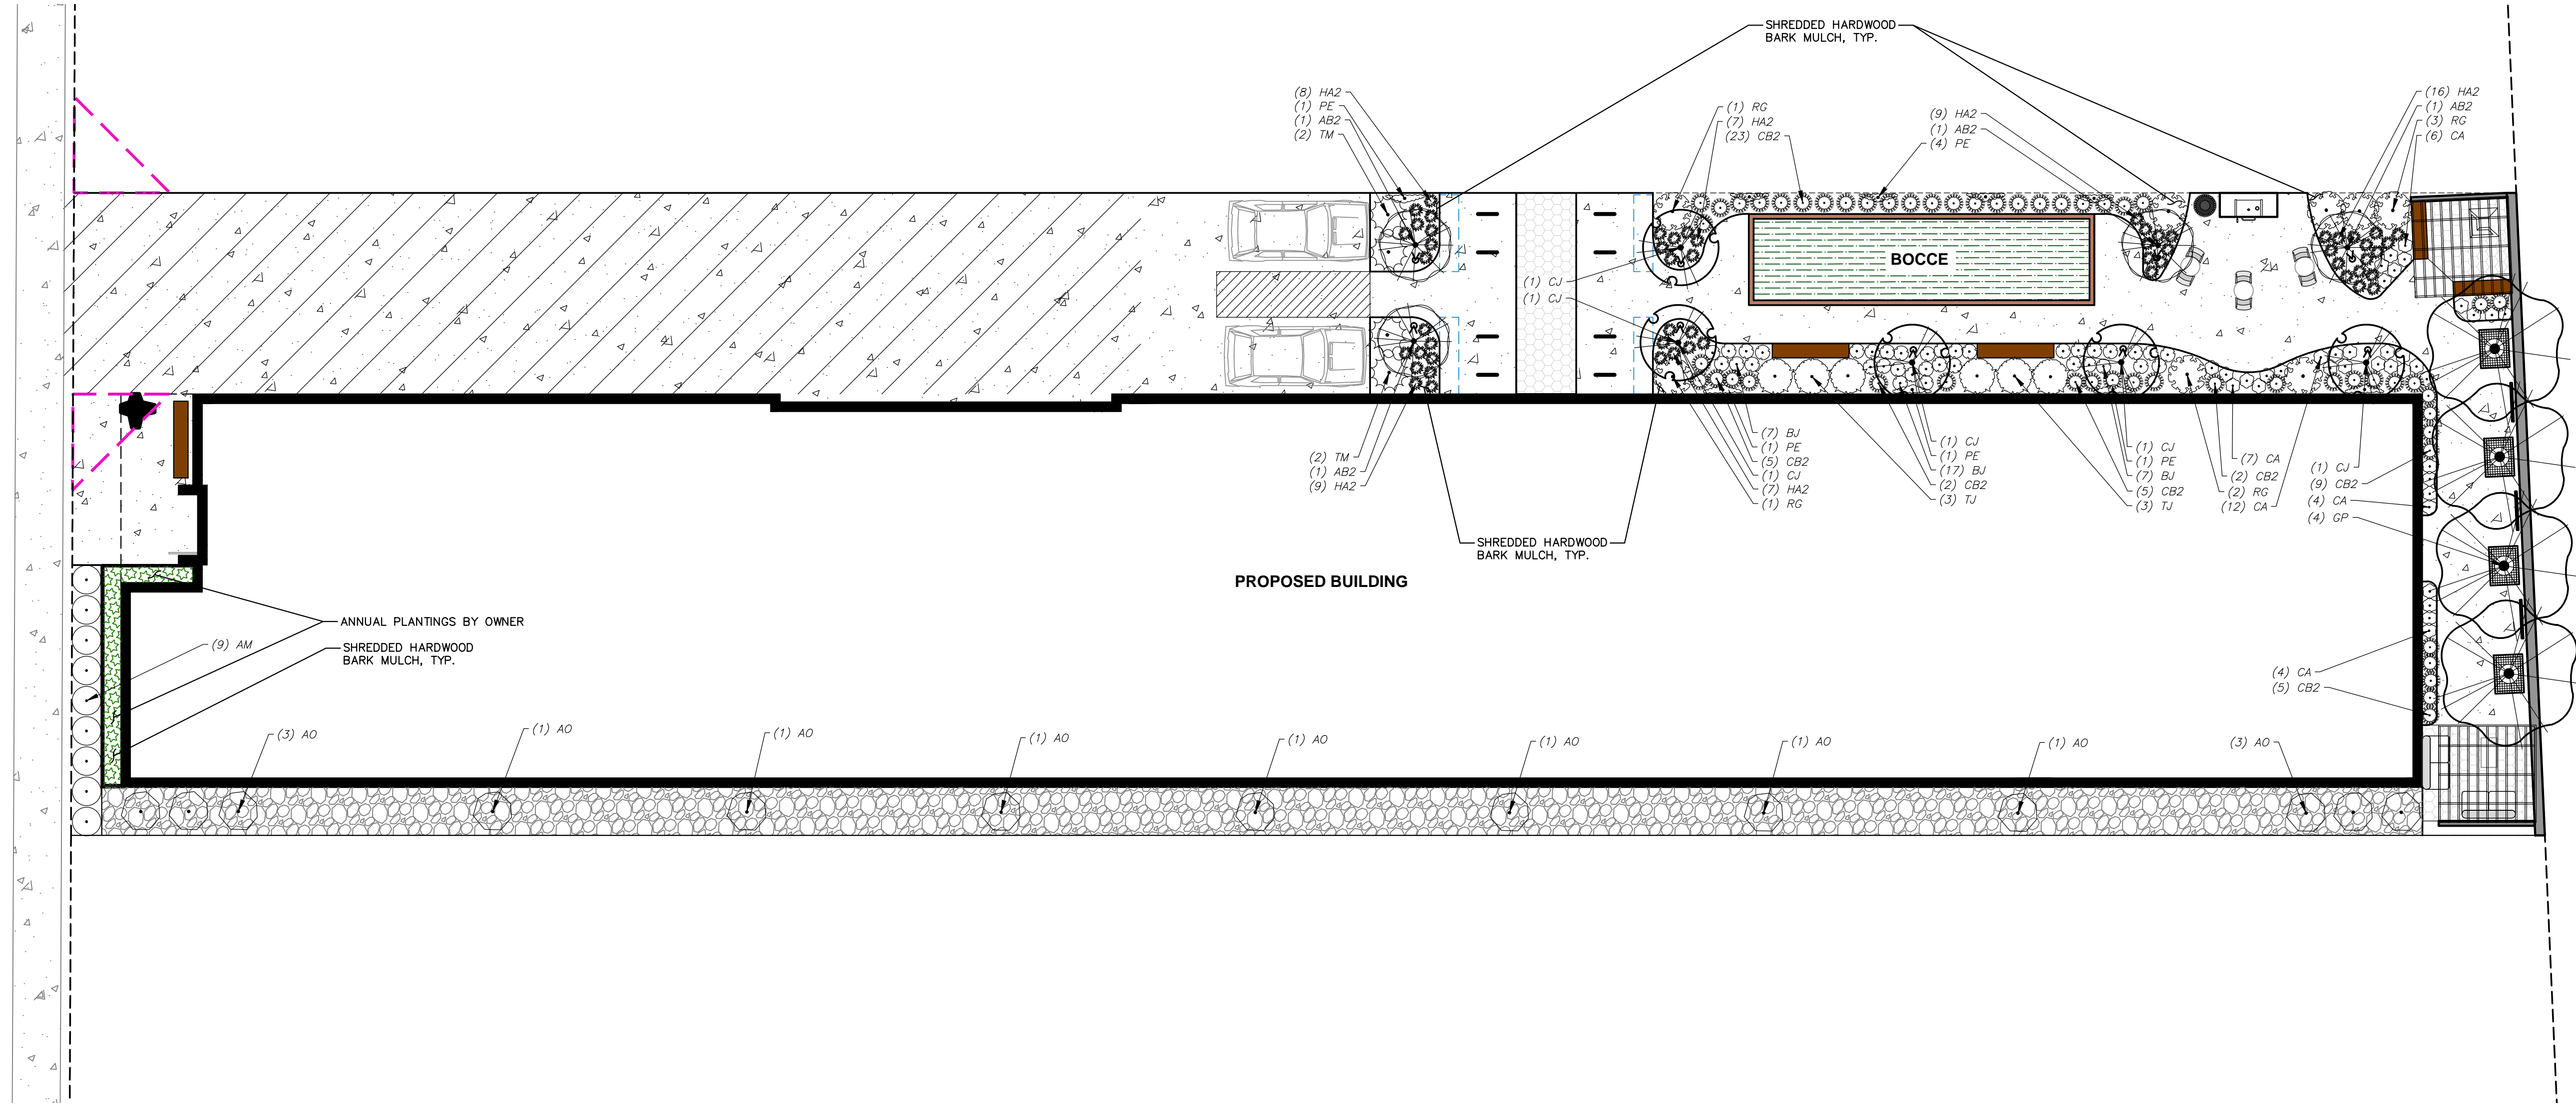 SHREDDED HARDWOOD
BARK MULCH, TYP.
(8) HA2
(1) PE
(1) AB2
(2) TM
(1) RG
(7) HA2
(23) CB2
(9) HA2
(1) AB2
(4) PE
(16) HA2
(1) AB2
(3) RG
(6) CA
BOCCE
(1) CJ
(1) CJ
(2) TM
(1) AB2
(9) HA2
(7) BJ
(1) PE
(5) CB2
(1) CJ
(7) HA2
(1) RG
(1) CJ
(1) PE
(17) BJ
(2) CB2
(3) TJ
(1) CJ
(1) PE
(7) BJ
(5) CB2
(3) TJ
(7) CA
(2) CB2
(2) RG
(12) CA
(1) CJ
(9) CB2
(4) CA
(4) GP
SHREDDED HARDWOOD
BARK MULCH, TYP.
PROPOSED BUILDING
ANNUAL PLANTINGS BY OWNER
(9) AM
SHREDDED HARDWOOD
BARK MULCH, TYP.
(4) CA
(5) CB2
(3) AO
(1) AO
(1) AO
(1) AO
(1) AO
(1) AO
(1) AO
(1) AO
(3) AO